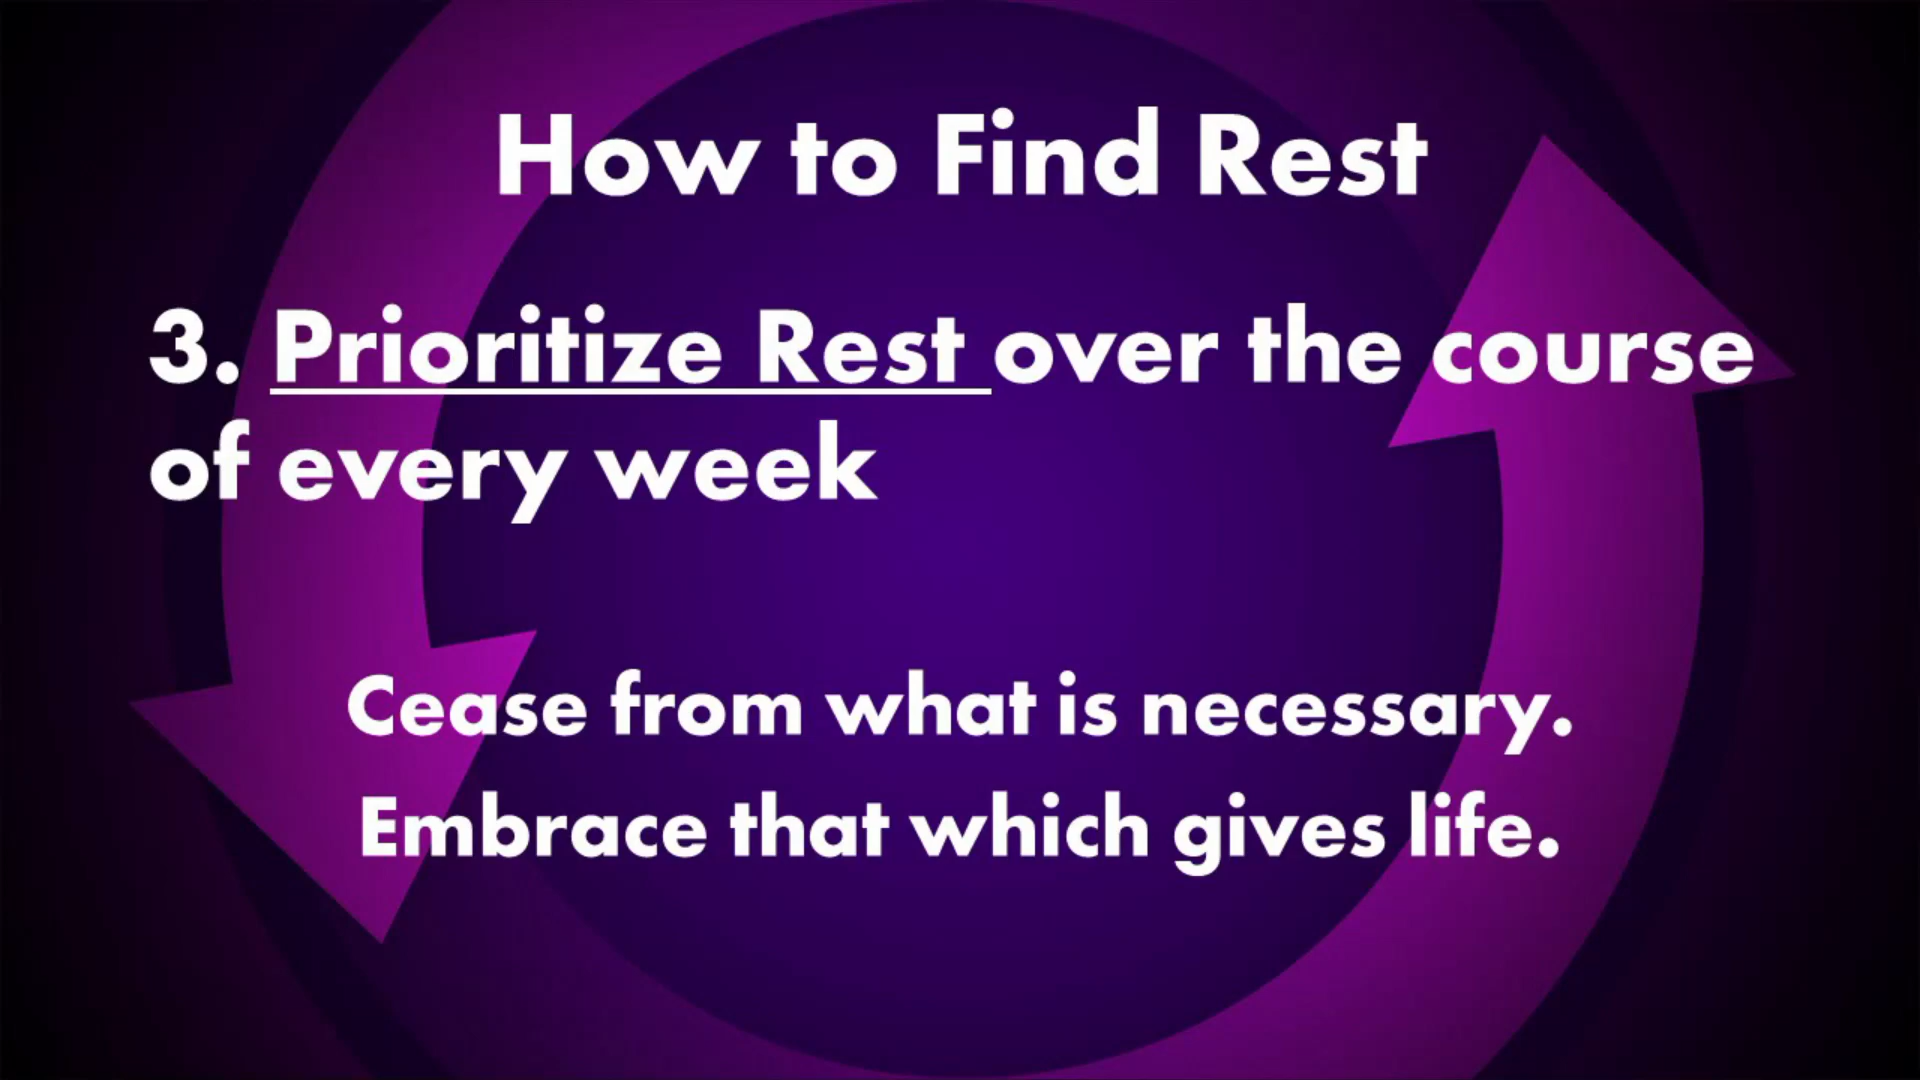 How to Find Rest
3. Prioritize Rest over the course
of every week
Cease from what is necessary.
Embrace that which gives life.